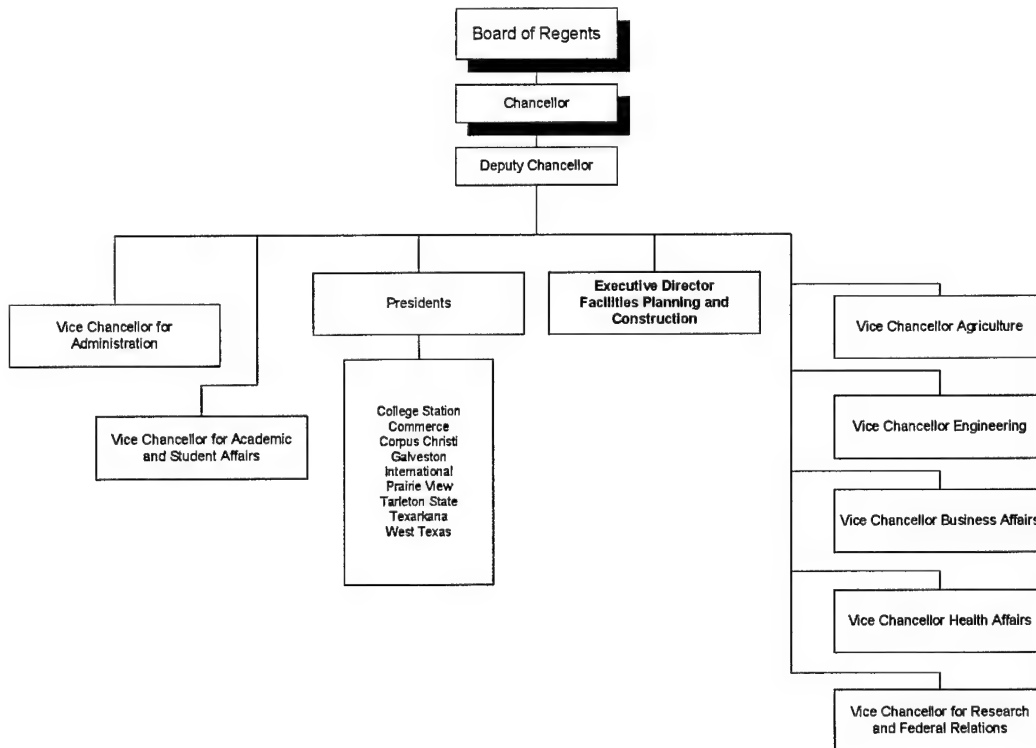 Board of Regents
Chancellor
Deputy Chancellor
Vice Chancellor for
Administration
Vice Chancellor for Academic
and Student Affairs
Presidents
College Station
Commerce
Corpus Christi
Galveston
International
Prairie View
Tarleton State
Texarkana
West Texas
Executive Director
Facilities Planning and
Construction
Vice Chancellor Agriculture
Vice Chancellor Engineering
Vice Chancellor Business Affairs
Vice Chancellor Health Affairs
Vice Chancellor for Research
and Federal Relations